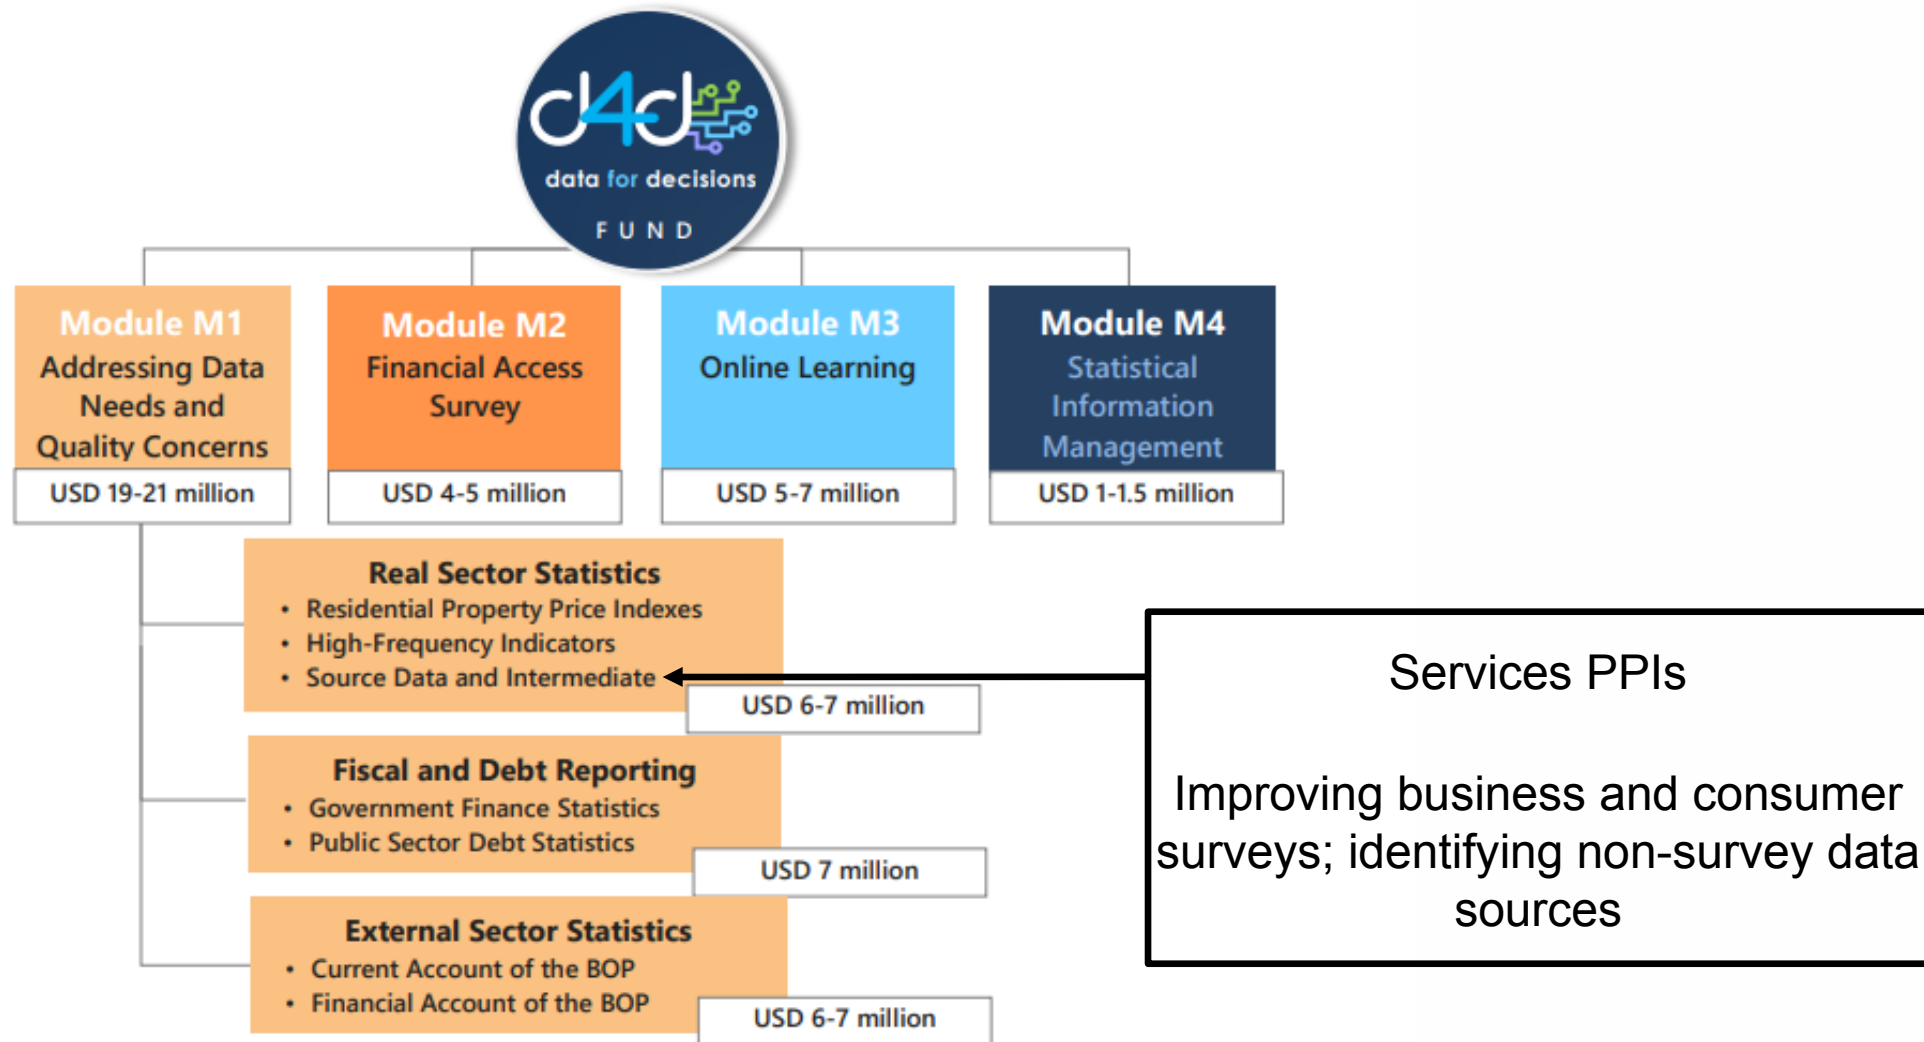 d4d
data for decisions
FUND
Module M1
Addressing Data
Needs and
Quality Concerns
USD 19-21 million
Module M2
Financial Access
Survey
USD 4-5 million
Module M3
Online Learning
USD 5-7 million
Module M4
Statistical
Information
Management
USD 1-1.5 million
Real Sector Statistics
• Residential Property Price Indexes
• High-Frequency Indicators
• Source Data and Intermediate
USD 6-7 million
Fiscal and Debt Reporting
• Government Finance Statistics
• Public Sector Debt Statistics
USD 7 million
External Sector Statistics
• Current Account of the BOP
• Financial Account of the BOP
USD 6-7 million
Services PPIs
Improving business and consumer
surveys; identifying non-survey data
sources